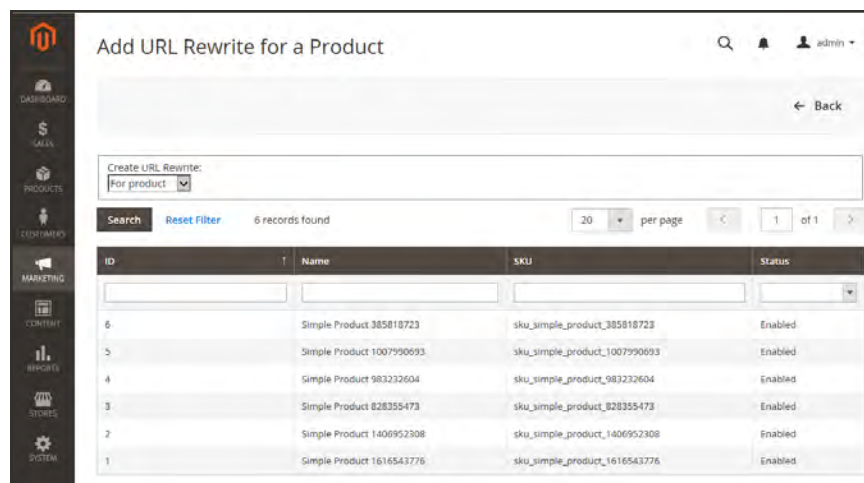 Add URL Rewrite for a Product
admin
DASHBOARD
← Back
SALES
Create URL Rewrite:
For product
PRODUCTS
Search Reset Filter 6 records found 20 per page 1 of 1
CUSTOMERS
ID ↑ Name SKU Status
MARKETING
CONTENT
6 Simple Product 385818723 sku_simple_product_385818723 Enabled
5 Simple Product 1007990693 sku_simple_product_1007990693 Enabled
REPORTS
4 Simple Product 983232604 sku_simple_product_983232604 Enabled
3 Simple Product 828355473 sku_simple_product_828355473 Enabled
STORES
2 Simple Product 1406952308 sku_simple_product_1406952308 Enabled
SYSTEM
1 Simple Product 1616543776 sku_simple_product_1616543776 Enabled